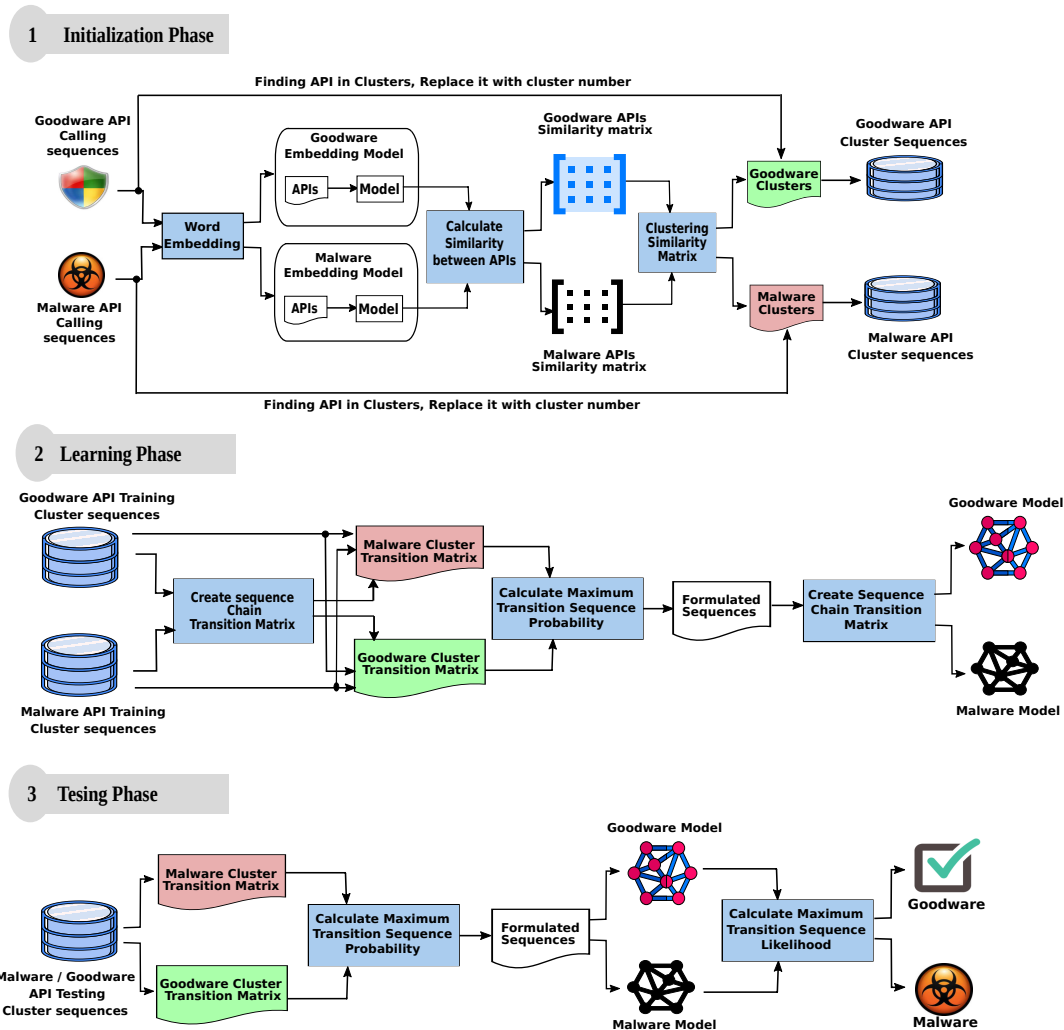 1 Initialization Phase
Finding API in Clusters, Replace it with cluster number
Goodware API
Calling
sequences
Malware API
Calling
sequences
Word
Embedding
Goodware
Embedding Model
APIs
Model
Malware
Embedding Model
APIs
Model
Calculate
Similarity
between APIs
Goodware APIs
Similarity matrix
Malware APIs
Similarity matrix
Clustering
Similarity
Matrix
Goodware
Clusters
Malware
Clusters
Goodware API
Cluster Sequences
Malware API
Cluster sequences
Finding API in Clusters, Replace it with cluster number
2 Learning Phase
Goodware API Training
Cluster sequences
Malware API Training
Cluster sequences
Create sequence
Chain
Transition Matrix
Malware Cluster
Transition Matrix
Goodware Cluster
Transition Matrix
Calculate Maximum
Transition Sequence
Probability
Formulated
Sequences
Create Sequence
Chain Transition
Matrix
Goodware Model
Malware Model
3 Tesing Phase
Malware / Goodware
API Testing
Cluster sequences
Malware Cluster
Transition Matrix
Goodware Cluster
Transition Matrix
Calculate Maximum
Transition Sequence
Probability
Formulated
Sequences
Goodware Model
Malware Model
Calculate Maximum
Transition Sequence
Likelihood
Goodware
Malware